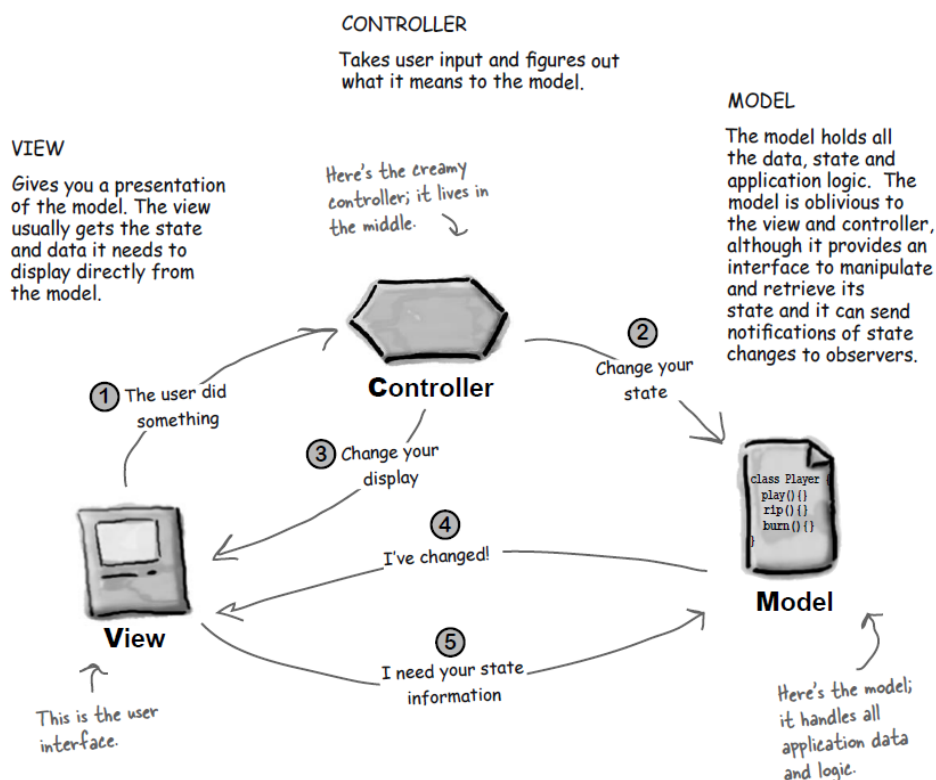 CONTROLLER
Takes user input and figures out
what it means to the model.
MODEL
The model holds all
the data, state and
application logic. The
model is oblivious to
the view and controller,
although it provides an
interface to manipulate
and retrieve its
state and it can send
notifications of state
changes to observers.
VIEW
Gives you a presentation
of the model. The view
usually gets the state
and data it needs to
display directly from
the model.
Here's the creamy
controller; it lives in
the middle.
Controller
1 The user did
something
2
Change your
state
3 Change your
display
4
I've changed!
5
I need your state
information
class Player {
play(){}
rip(){}
burn(){}
}
View
Model
This is the user
interface.
Here's the model;
it handles all
application data
and logic.